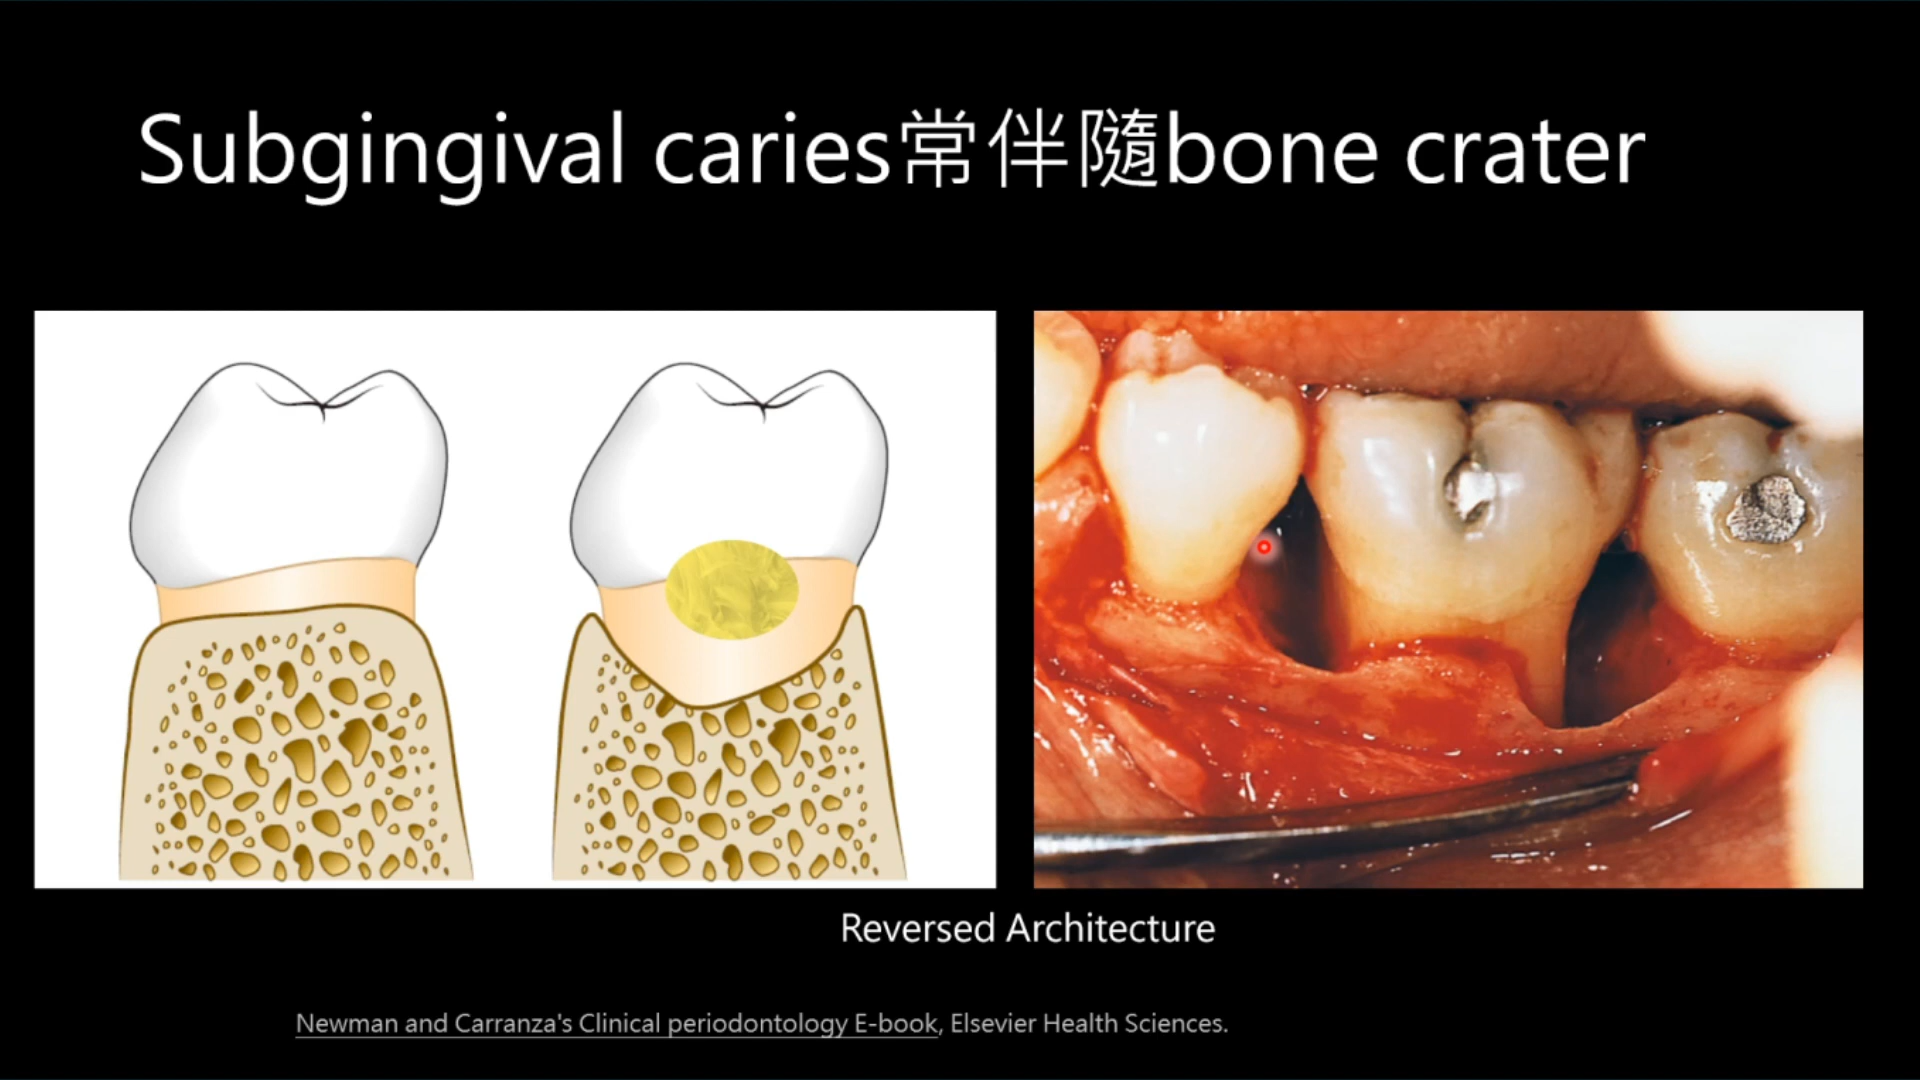 Subgingival caries常伴隨bone crater
Reversed Architecture
Newman and Carranza's Clinical periodontology E-book, Elsevier Health Sciences.